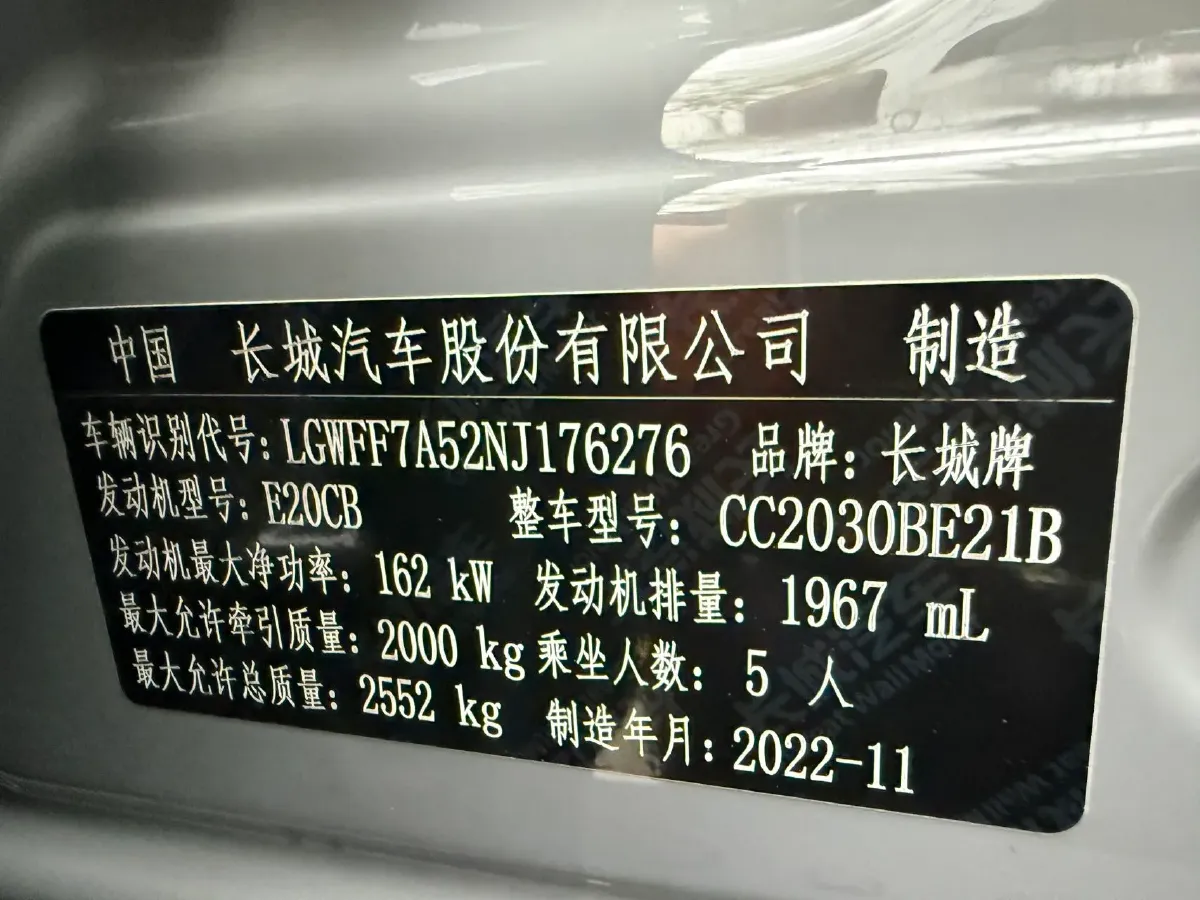 中国 长城汽车股份有限公司 制造
车辆识别代号：LGWFF7A52NJ176276 品牌：长城牌
发动机型号：E20CB 整车型号：CC2030BE21B
发动机最大净功率：162 kW 发动机排量：1967 mL
最大允许牵引质量：2000 kg 乘坐人数：5 人
最大允许总质量：2552 kg 制造年月：2022-11